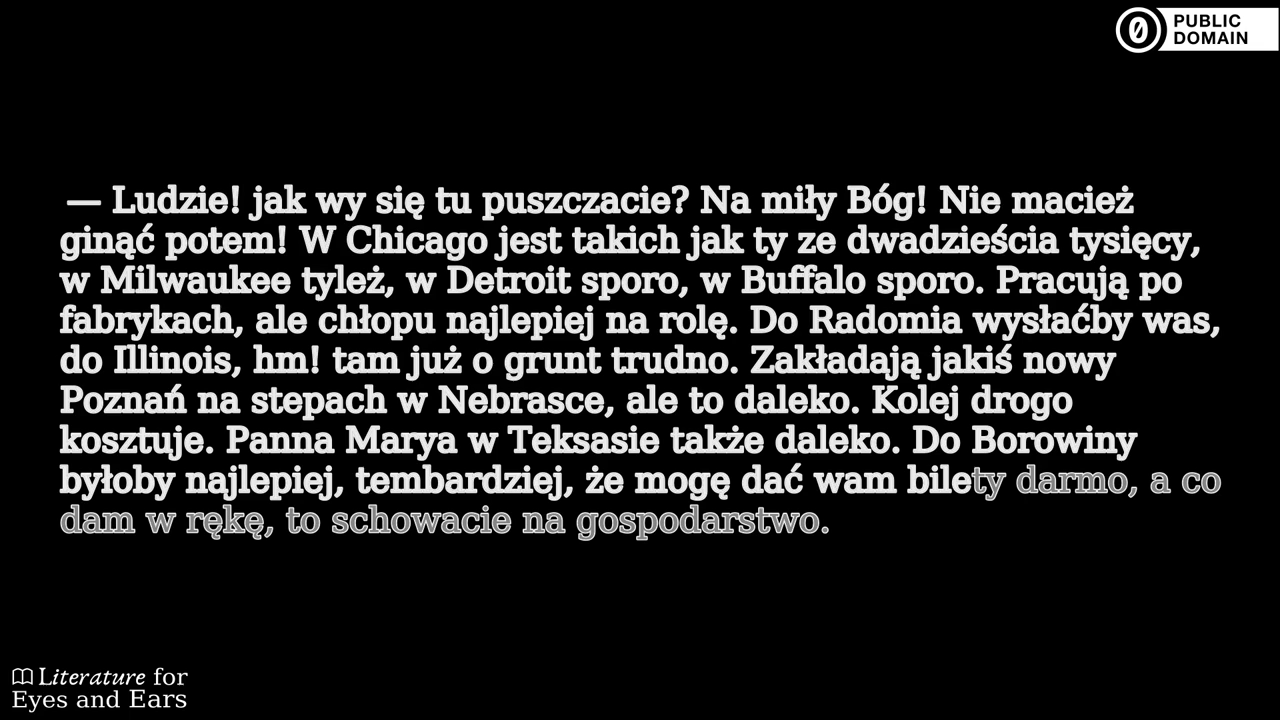 PUBLIC
DOMAIN
— Ludzie! jak wy się tu puszczacie? Na miły Bóg! Nie macież
ginąć potem! W Chicago jest takich jak ty ze dwadzieścia tysięcy,
w Milwaukee tyleż, w Detroit sporo, w Buffalo sporo. Pracują po
fabrykach, ale chłopu najlepiej na rolę. Do Radomia wysłaćby was,
do Illinois, hm! tam już o grunt trudno. Zakładają jakiś nowy
Poznań na stepach w Nebrasce, ale to daleko. Kolej drogo
kosztuje. Panna Marya w Teksasie także daleko. Do Borowiny
byłoby najlepiej, tembardziej, że mogę dać wam bilety darmo, a co
dam w rękę, to schowacie na gospodarstwo.
Literature for
Eyes and Ears